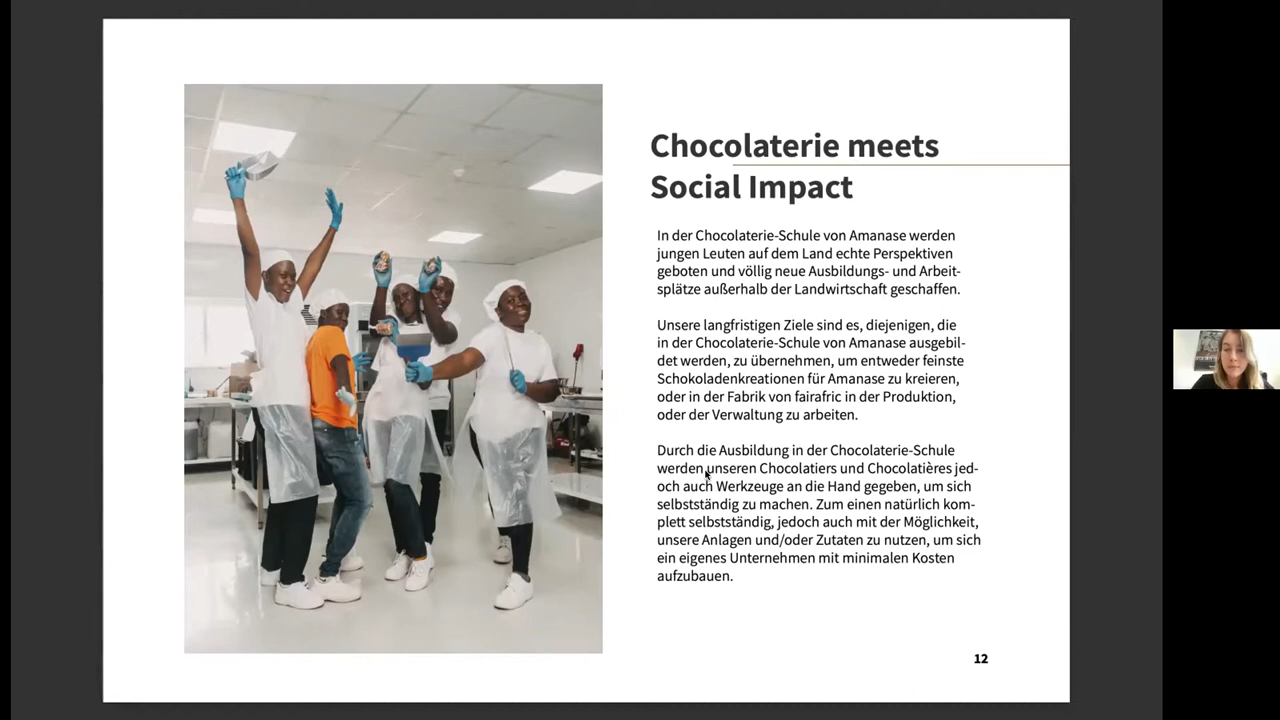 Chocolaterie meets
Social Impact
In der Chocolaterie-Schule von Amanase werden
jungen Leuten auf dem Land echte Perspektiven
geboten und völlig neue Ausbildungs- und Arbeit-
splätze außerhalb der Landwirtschaft geschaffen.
Unsere langfristigen Ziele sind es, diejenigen, die
in der Chocolaterie-Schule von Amanase ausgebil-
det werden, zu übernehmen, um entweder feinste
Schokoladenkreationen für Amanase zu kreieren,
oder in der Fabrik von fairafric in der Produktion,
oder der Verwaltung zu arbeiten.
Durch die Ausbildung in der Chocolaterie-Schule
werden unseren Chocolatiers und Chocolatières jed-
och auch Werkzeuge an die Hand gegeben, um sich
selbstständig zu machen. Zum einen natürlich kom-
plett selbstständig, jedoch auch mit der Möglichkeit,
unsere Anlagen und/oder Zutaten zu nutzen, um sich
ein eigenes Unternehmen mit minimalen Kosten
aufzubauen.
12